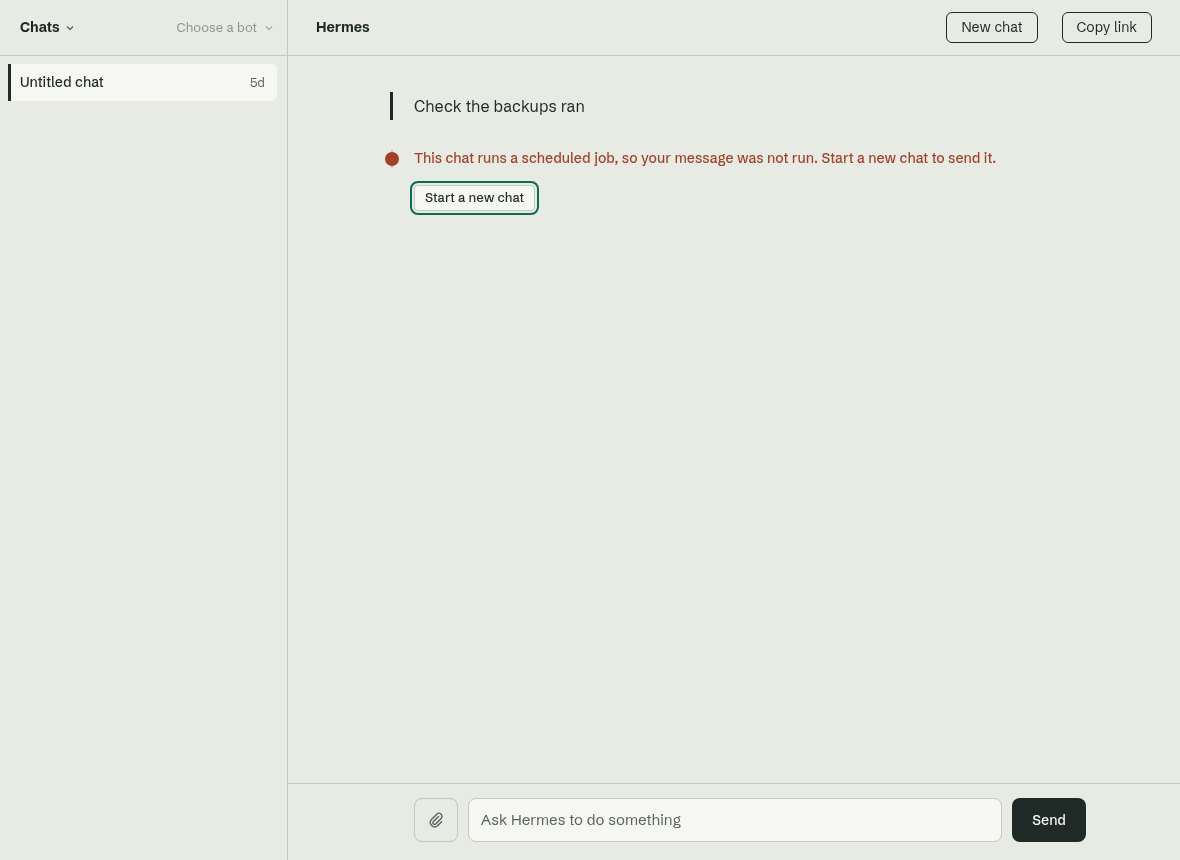 Chats
Choose a bot
Hermes
New chat
Copy link
Untitled chat
5d
Check the backups ran
This chat runs a scheduled job, so your message was not run. Start a new chat to send it.
Start a new chat
Ask Hermes to do something
Send